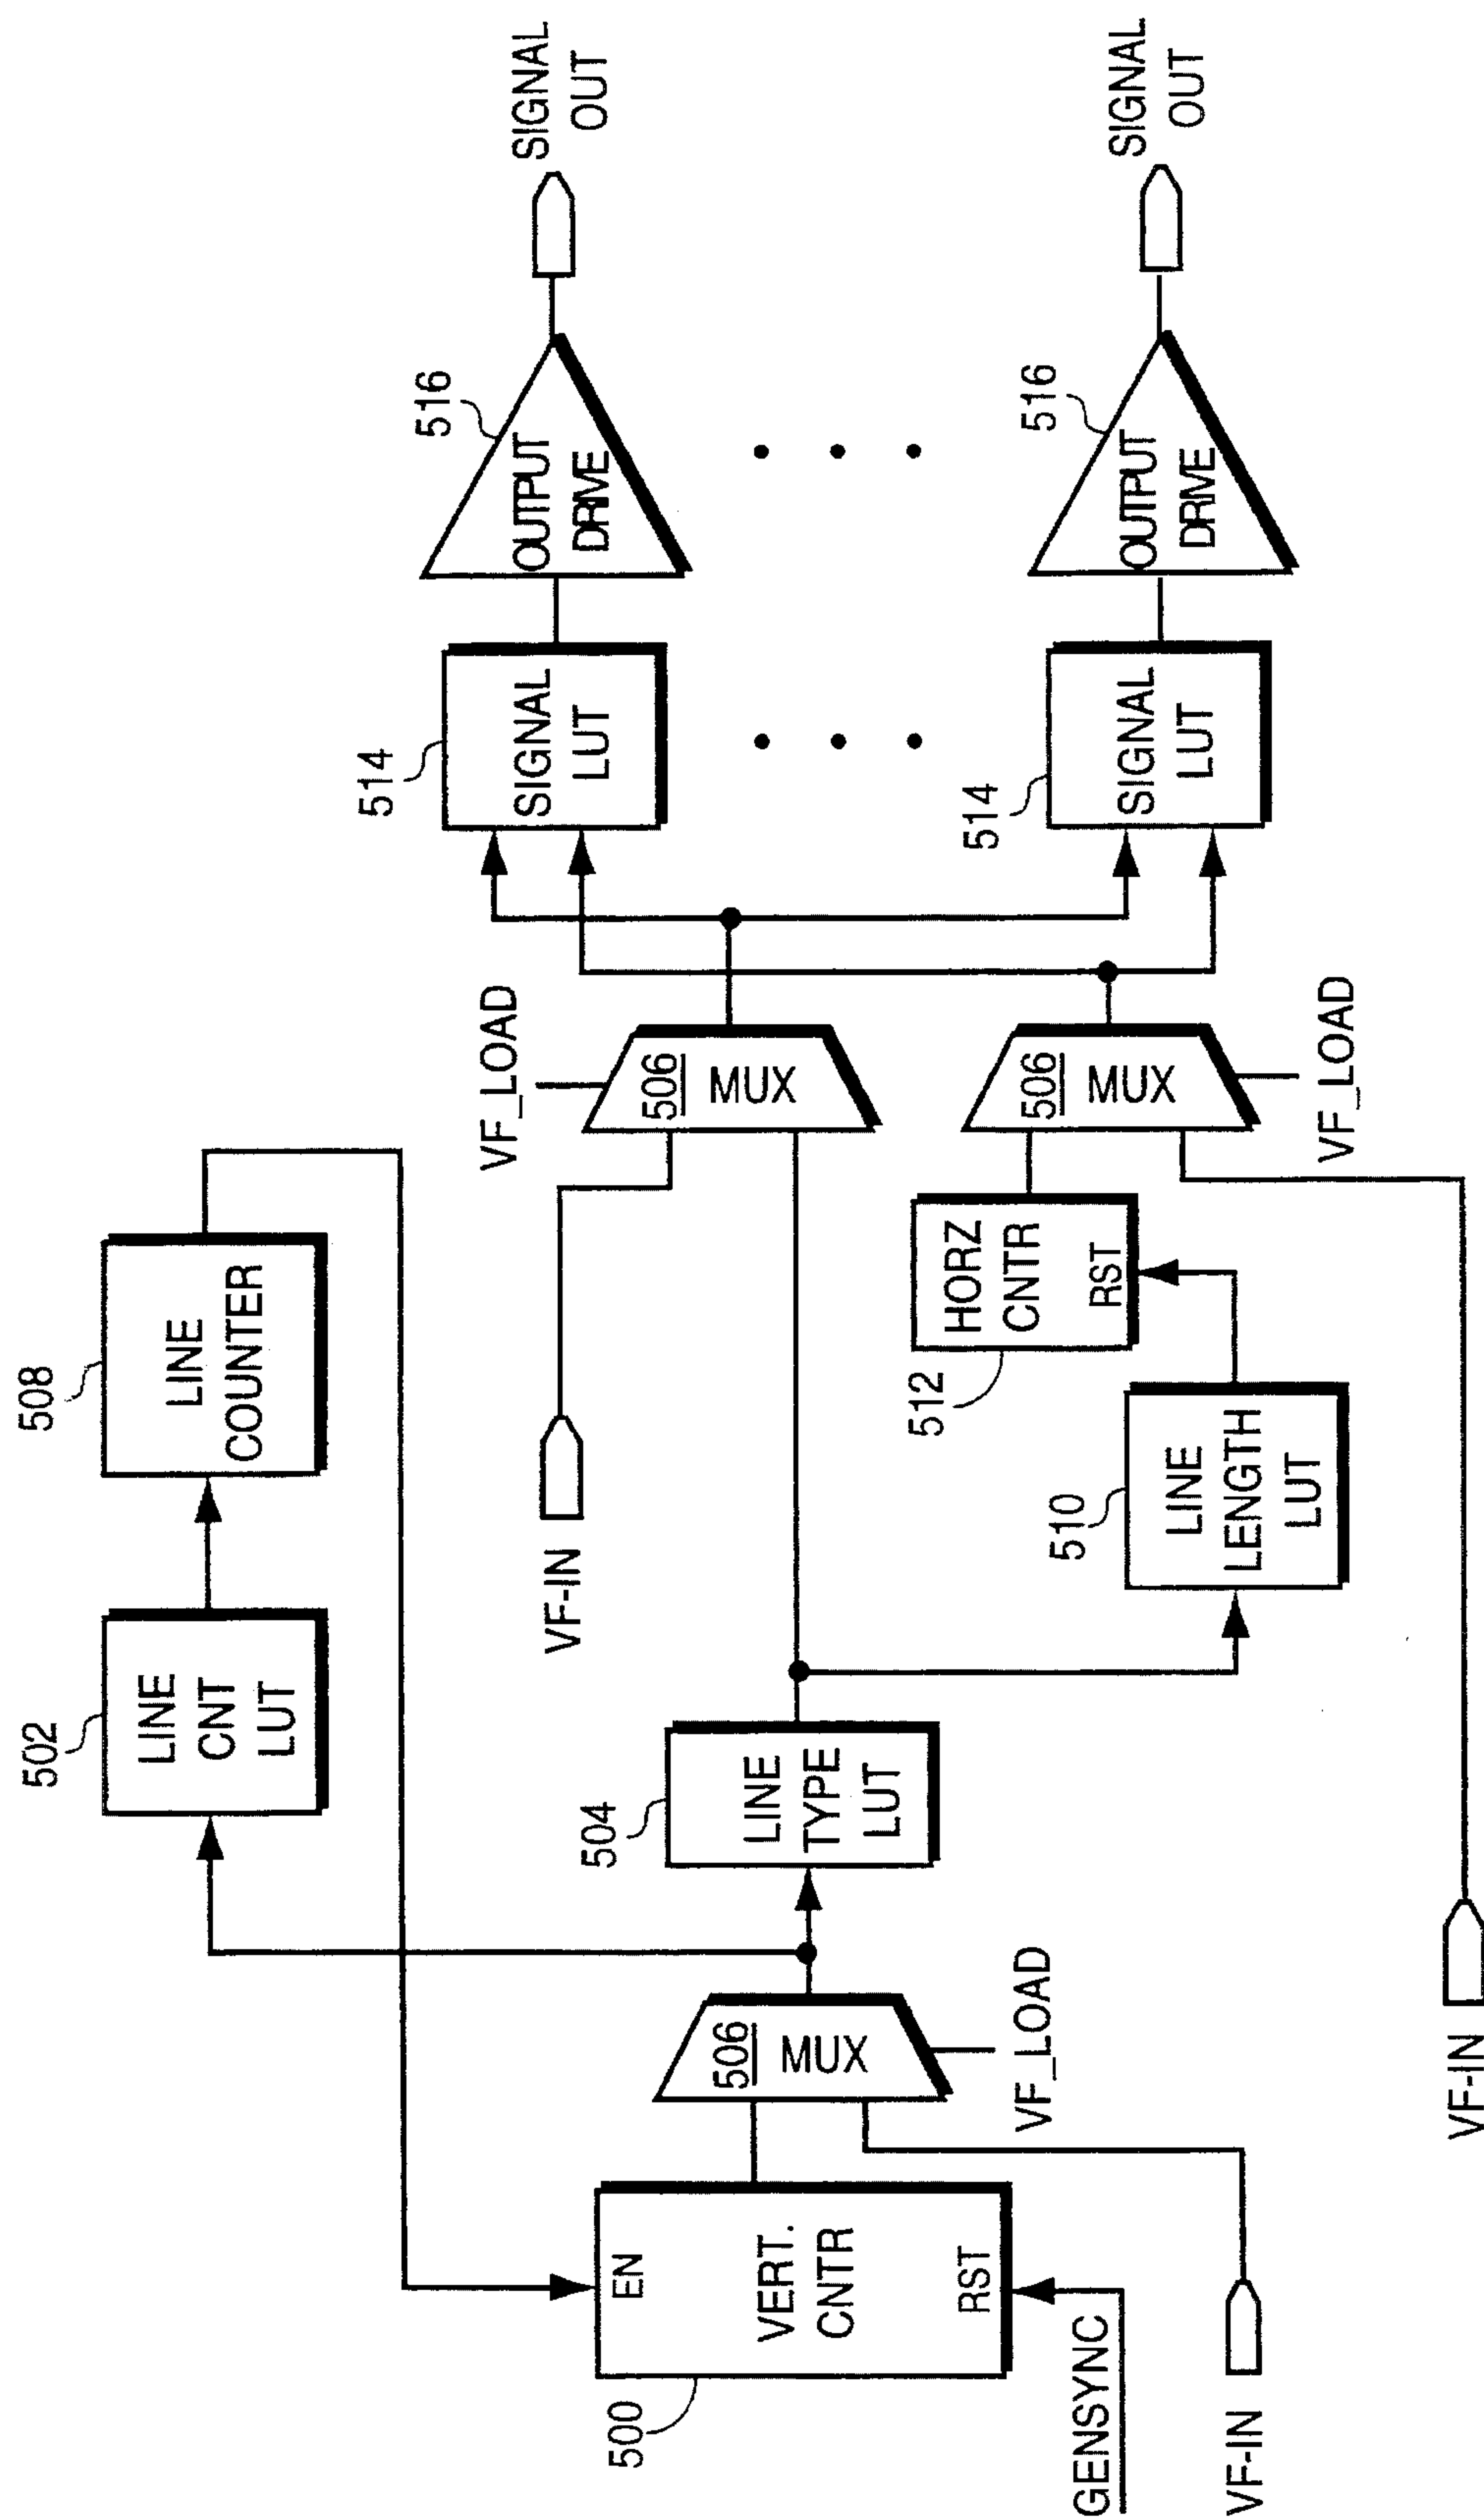 508
LINE
COUNTER
502
LINE
CNT
LUT
VF_LOAD
506
MUX
514
SIGNAL
LUT
516
OUTPUT
DRIVE
SIGNAL
OUT
VF-IN
504
LINE
TYPE
LUT
506
MUX
VF_LOAD
500
EN
VERT.
CNTR
RST
GENSYNC
VF-IN
512
HORZ
CNTR
RST
510
LINE
LENGTH
LUT
506
MUX
VF_LOAD
514
SIGNAL
LUT
516
OUTPUT
DRIVE
SIGNAL
OUT
VF-IN